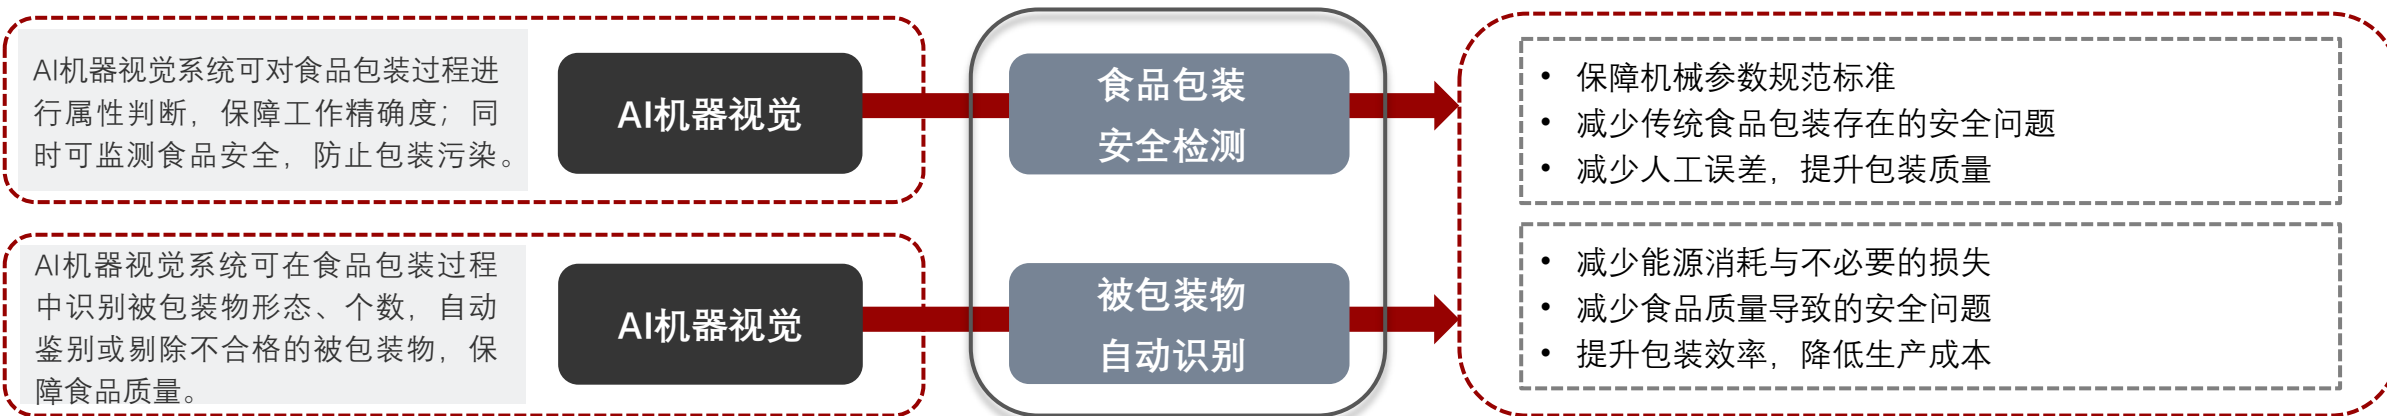 AI机器视觉系统可对食品包装过程进
行属性判断，保障工作精确度；同
时可监测食品安全，防止包装污染。
AI机器视觉
食品包装
安全检测
• 保障机械参数规范标准
• 减少传统食品包装存在的安全问题
• 减少人工误差，提升包装质量
AI机器视觉系统可在食品包装过程
中识别被包装物形态、个数，自动
鉴别或剔除不合格的被包装物，保
障食品质量。
AI机器视觉
被包装物
自动识别
• 减少能源消耗与不必要的损失
• 减少食品质量导致的安全问题
• 提升包装效率，降低生产成本